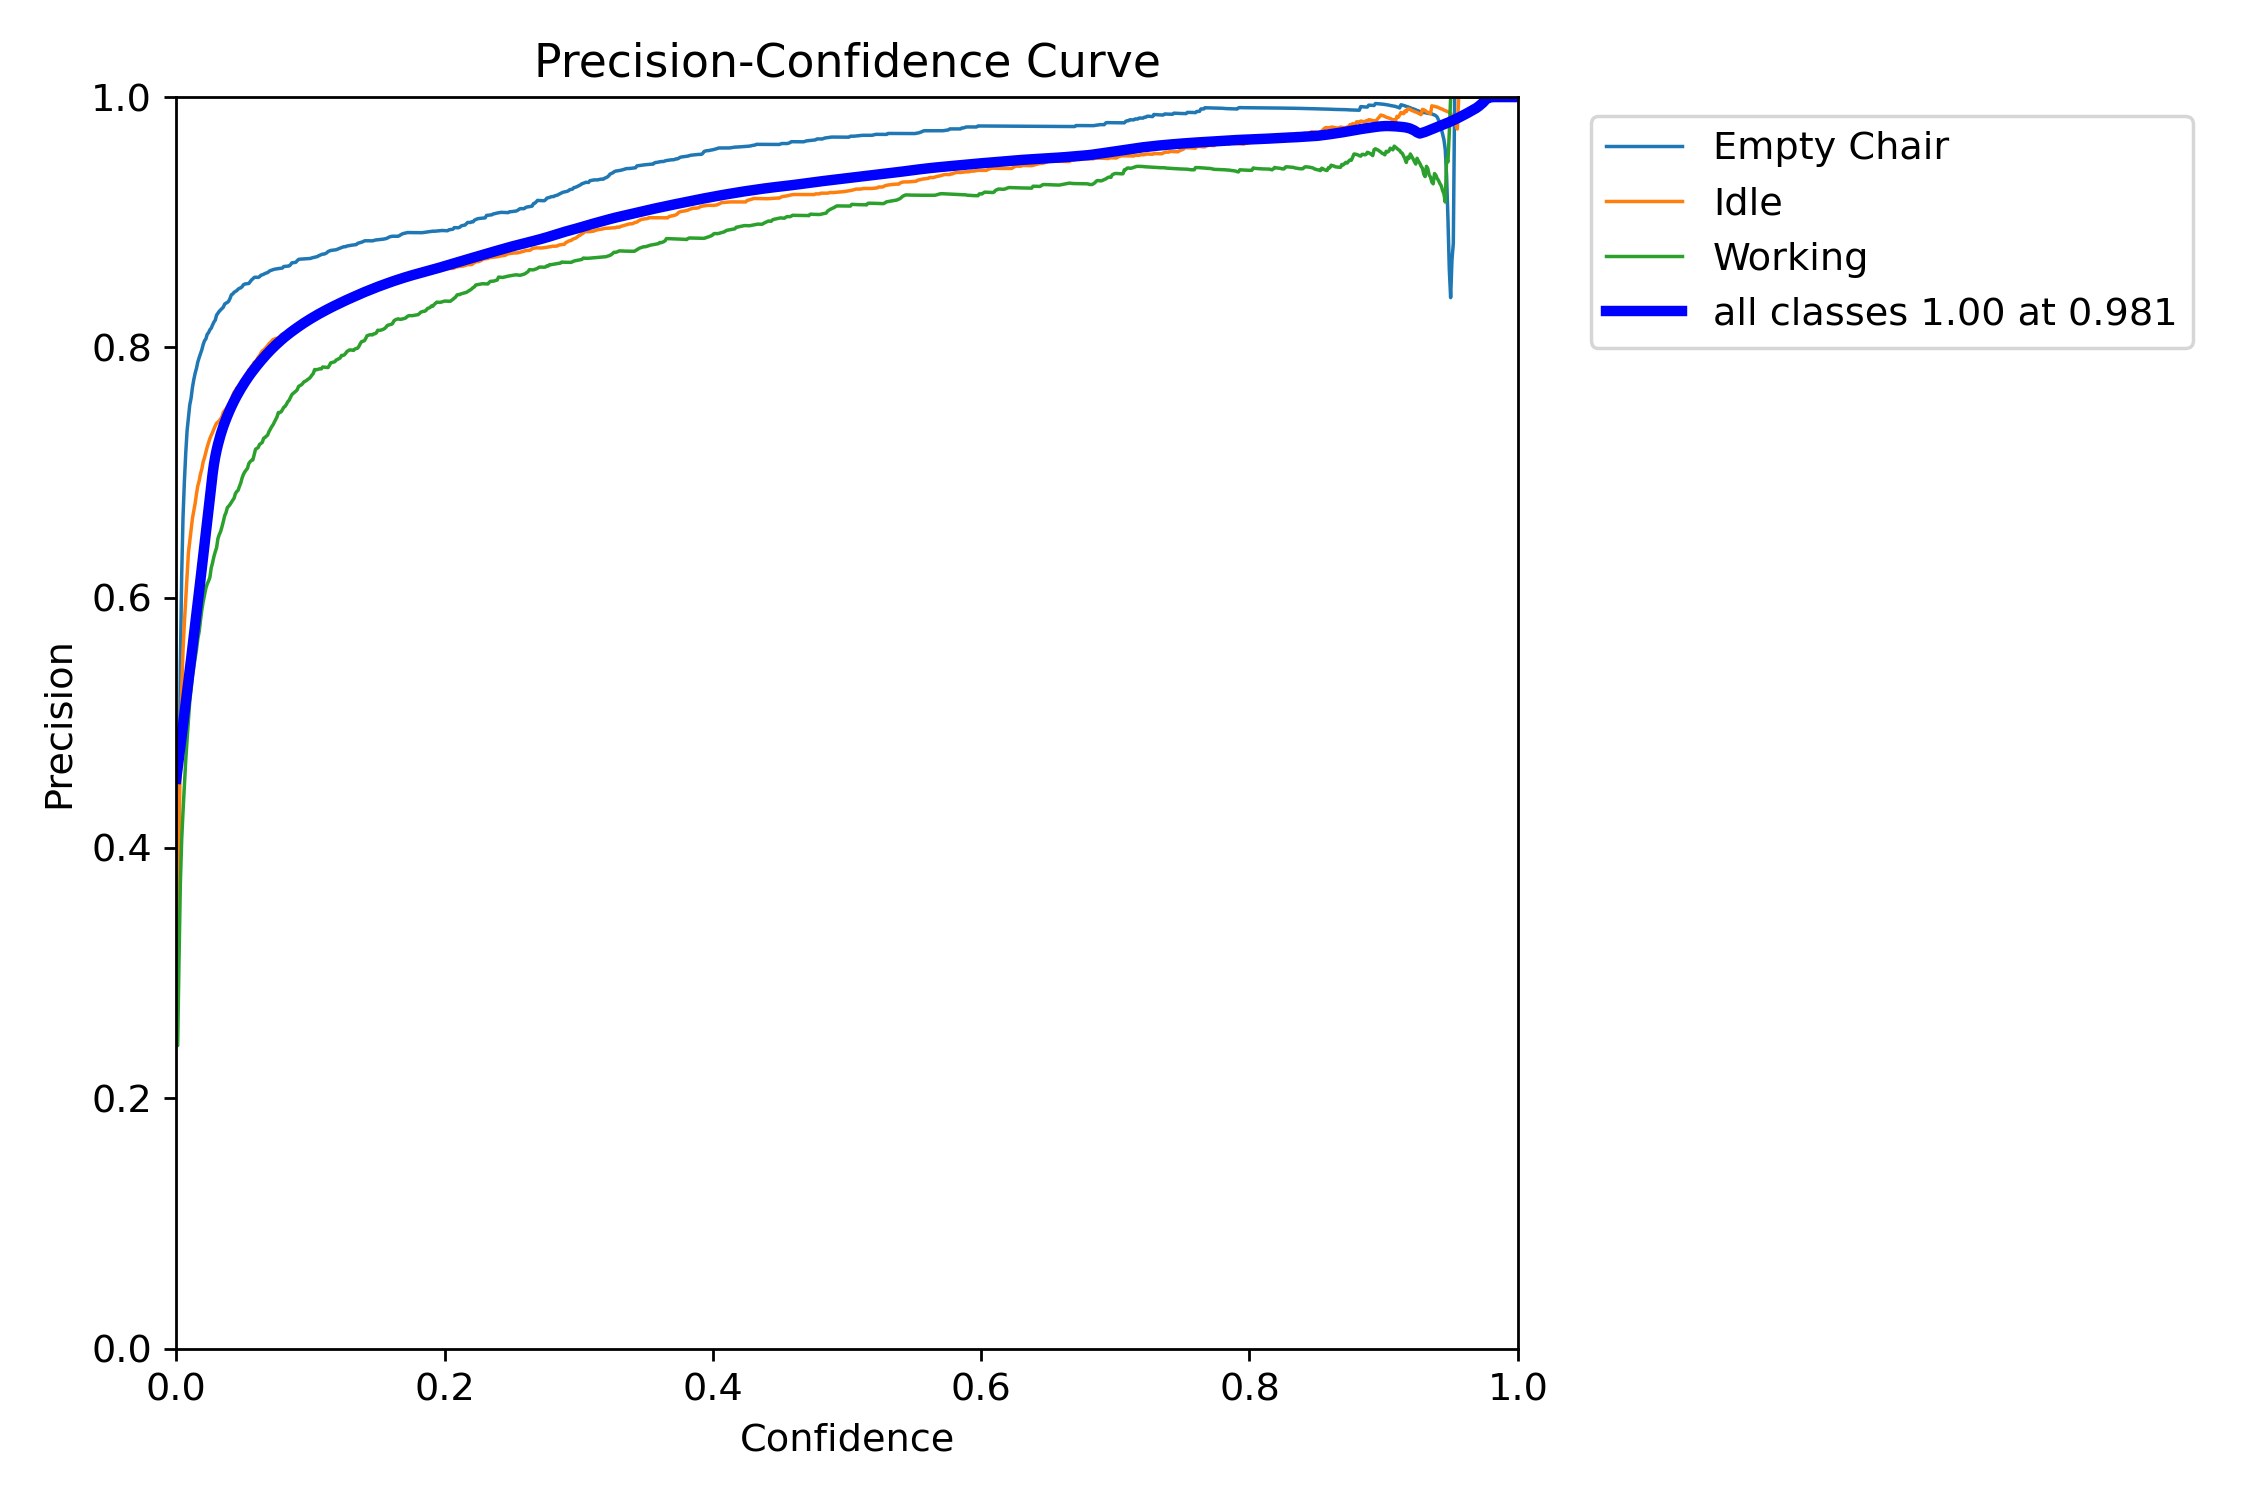 Precision-Confidence Curve
1.0
0.8
0.6
0.4
0.2
0.0
Precision
0.0 0.2 0.4 0.6 0.8 1.0
Confidence
Empty Chair
Idle
Working
all classes 1.00 at 0.981